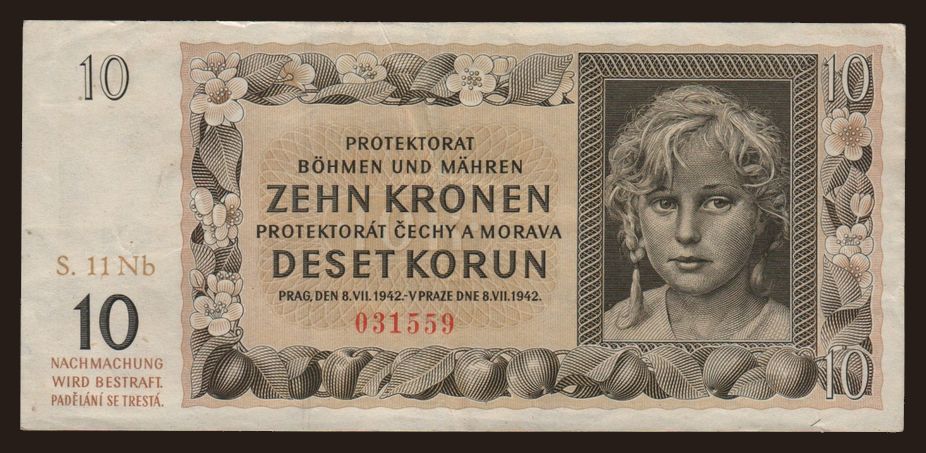 10
10
PROTEKTORAT
BÖHMEN UND MÄHREN
ZEHN KRONEN
PROTEKTORÁT ČECHY A MORAVA
DESET KORUN
PRAG, DEN 8. VII. 1942.-V PRAZE DNE 8. VII. 1942.
031559
S. 11 Nb
10
NACHMACHUNG
WIRD BESTRAFT.
PADĚLÁNÍ SE TRESTÁ.
10